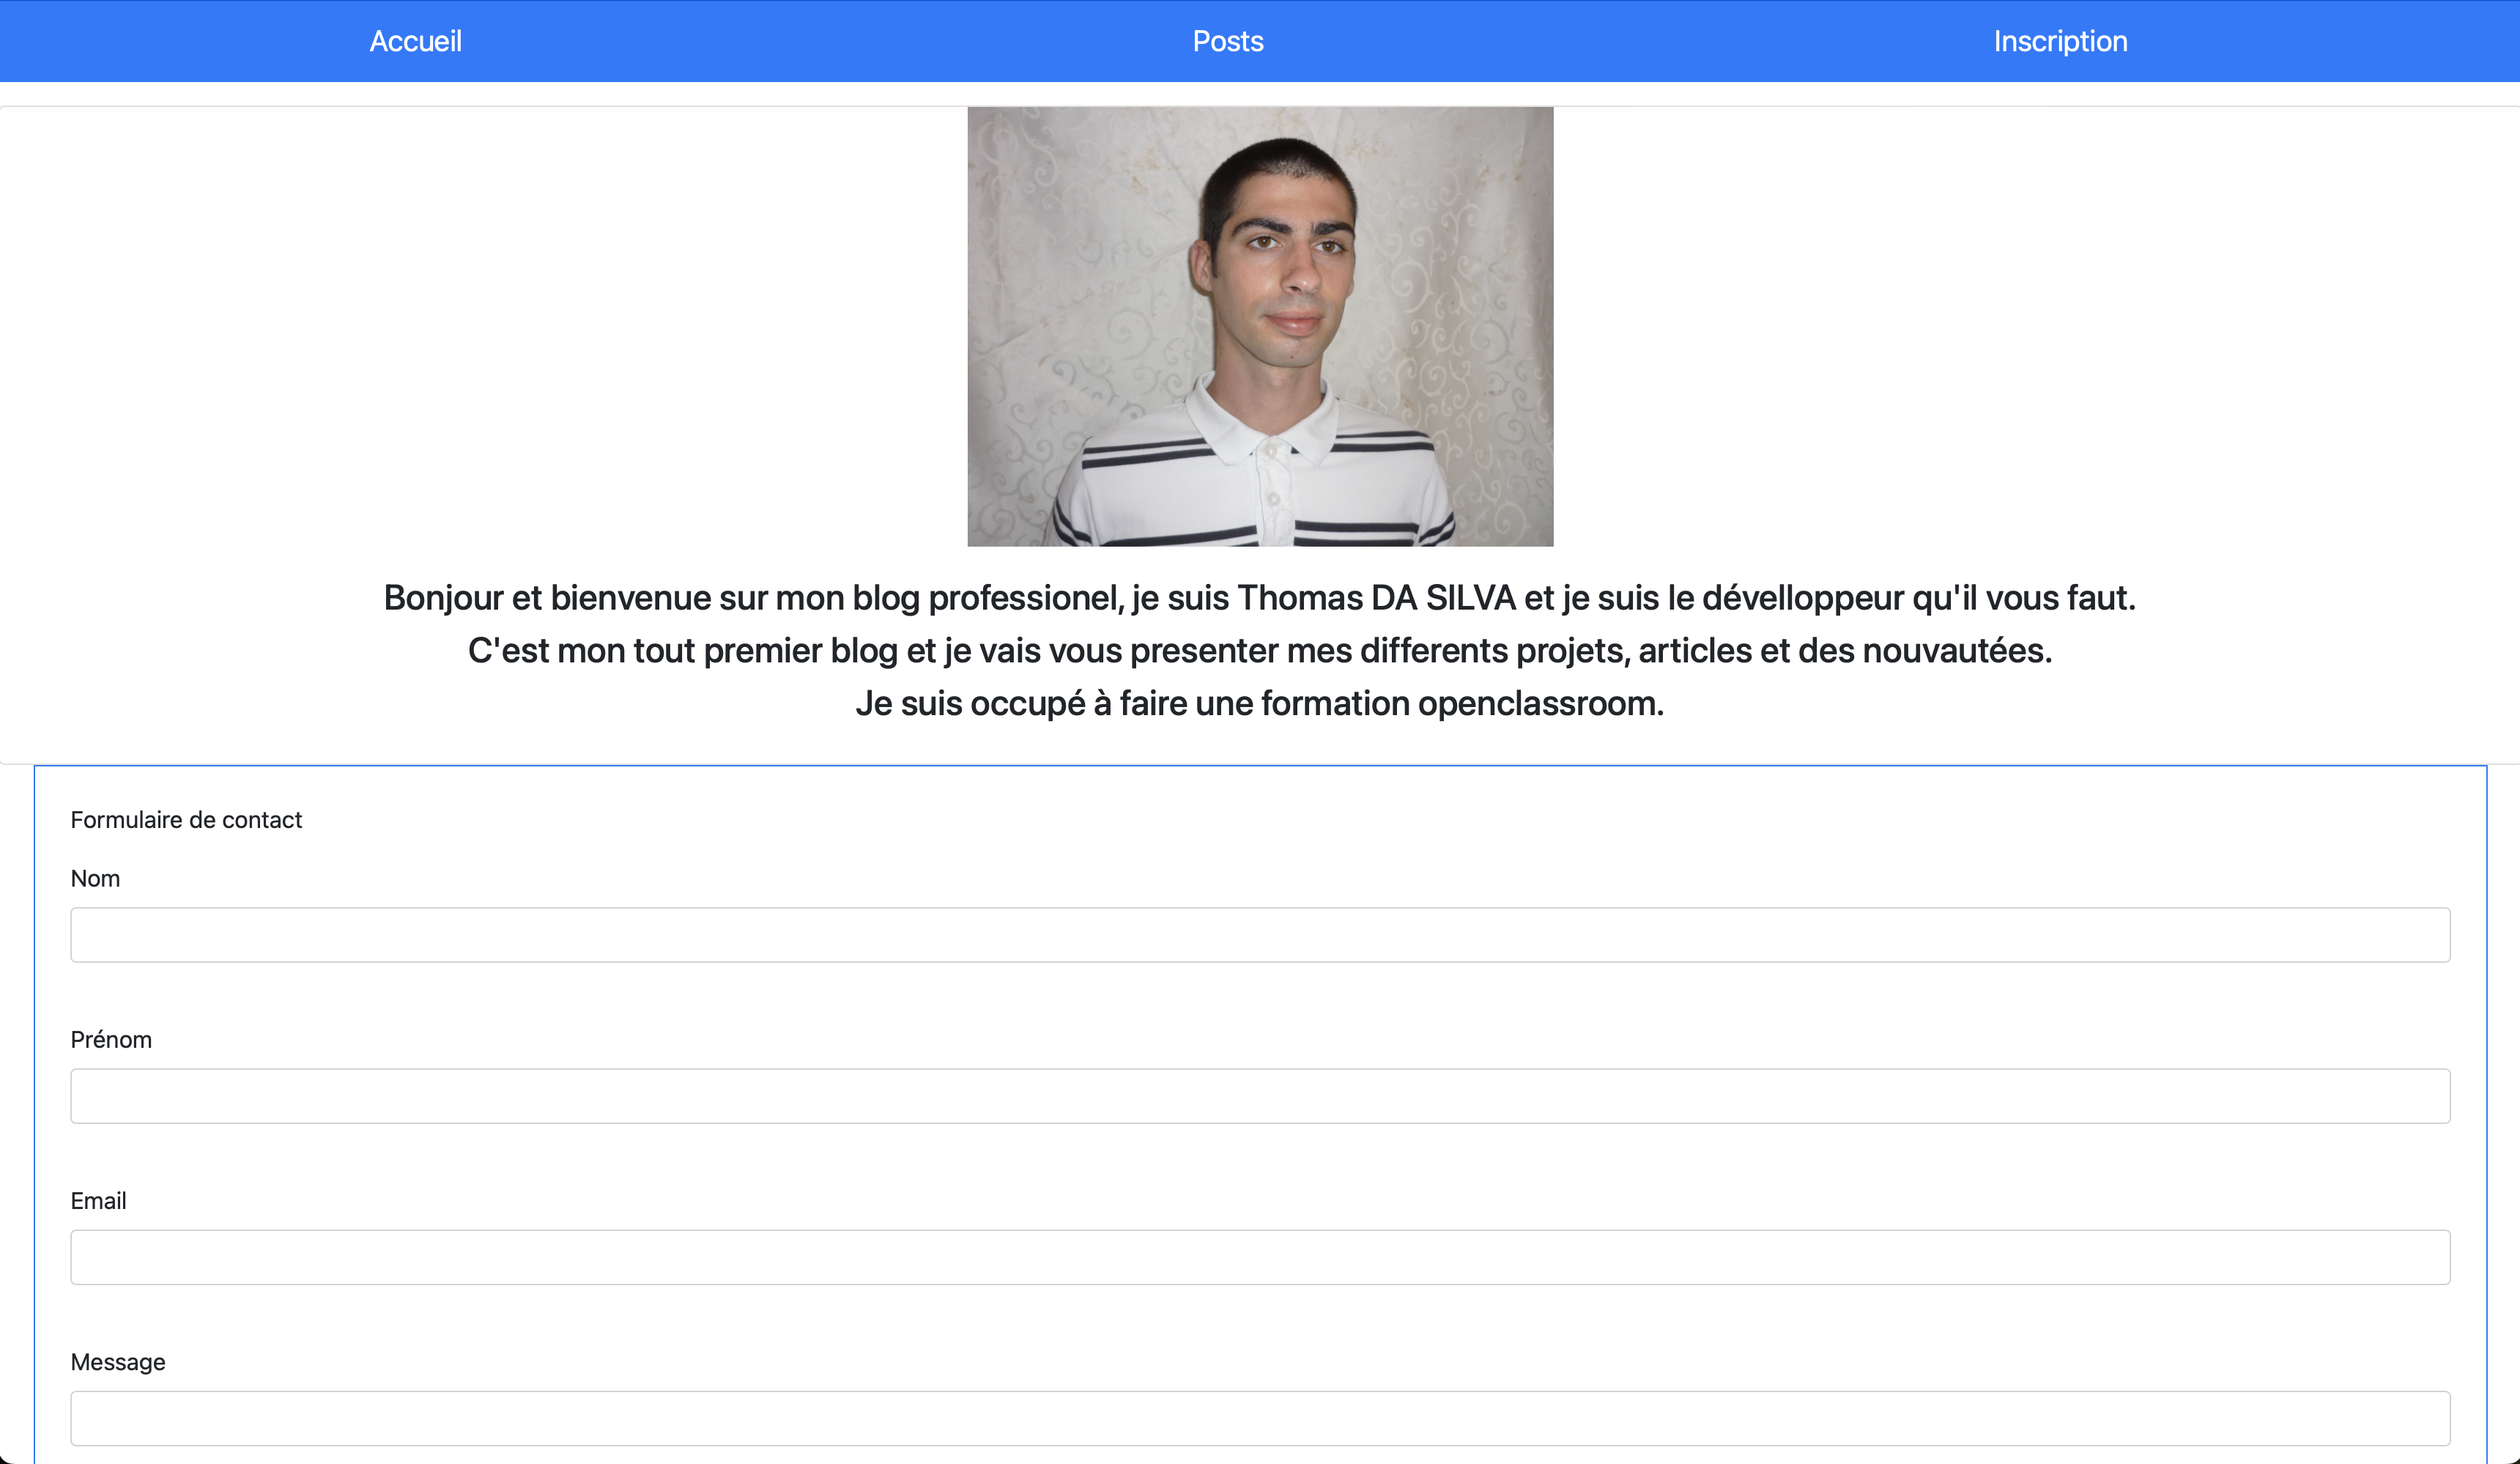 Accueil Posts Inscription
Bonjour et bienvenue sur mon blog professionel, je suis Thomas DA SILVA et je suis le dévelloppeur qu'il vous faut.
C'est mon tout premier blog et je vais vous presenter mes differents projets, articles et des nouvautées.
Je suis occupé à faire une formation openclassroom.
Formulaire de contact
Nom
Prénom
Email
Message